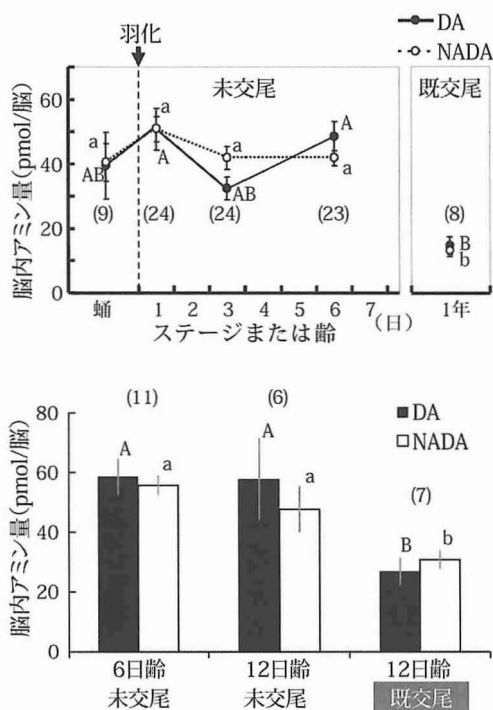 DA
NADA
羽化
未交尾
既交尾
脳内アミン量(pmol/脳)
60
40
20
0
a
AB
(9)
a
A
(24)
a
AB
(24)
A
a
(23)
(8)
B
b
蛹
1
2
3
4
5
6
7
(日)
1年
ステージまたは齢
DA
NADA
脳内アミン量(pmol/脳)
80
60
40
20
0
(11)
A
a
(6)
A
a
(7)
B
b
6日齢
未交尾
12日齢
未交尾
12日齢
既交尾